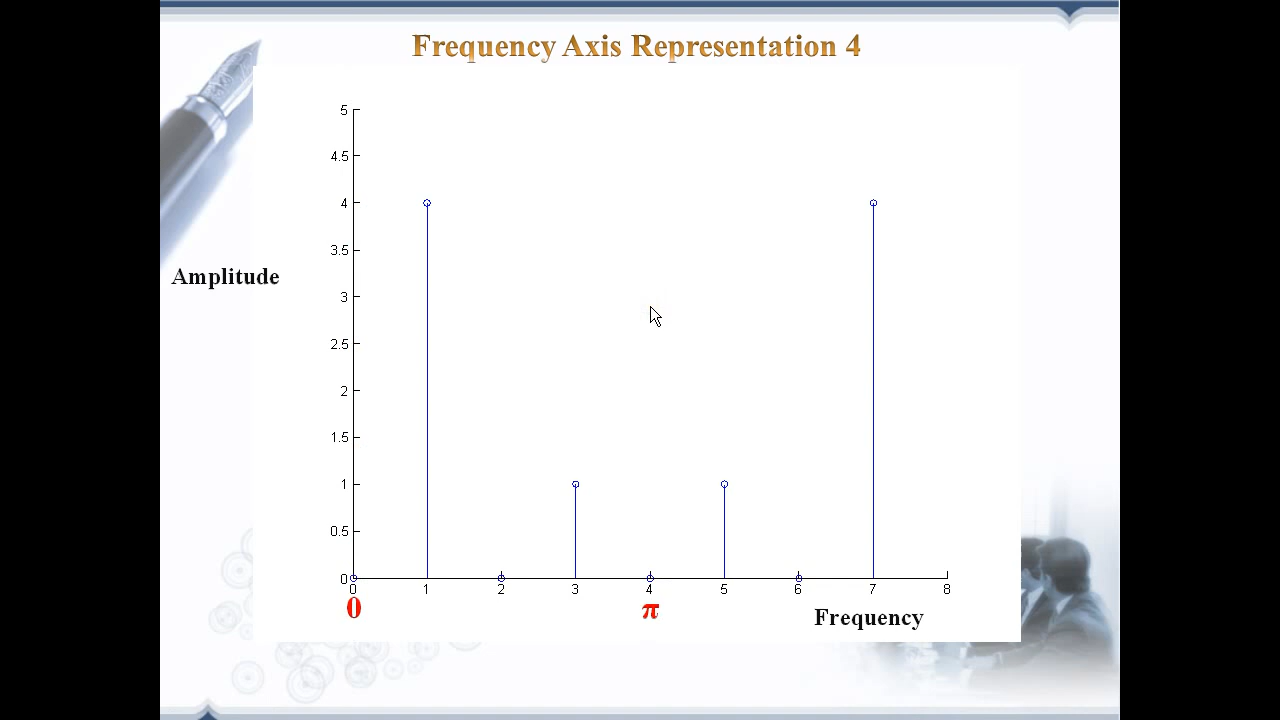 Frequency Axis Representation 4
5
4.5
4
3.5
Amplitude
3
2.5
2
1.5
1
0.5
0
0 1 2 3 4 5 6 7 8
0 π
Frequency